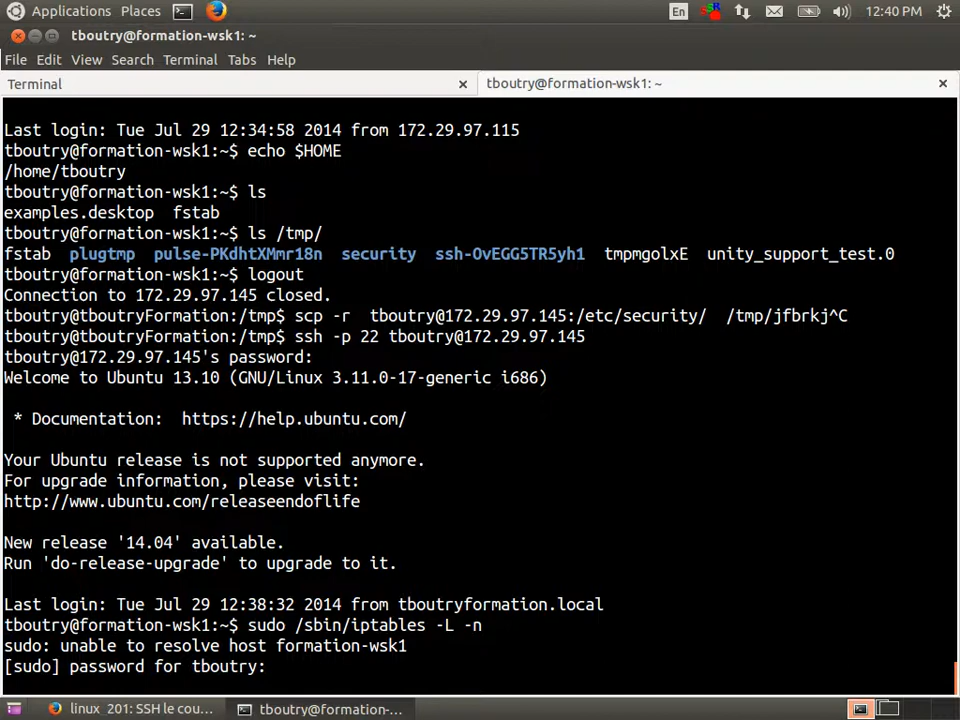 Applications Places En 12:40 PM
tboutry@formation-wsk1: ~
File Edit View Search Terminal Tabs Help
Terminal × tboutry@formation-wsk1: ~ ×
Last login: Tue Jul 29 12:34:58 2014 from 172.29.97.115
tboutry@formation-wsk1:~$ echo $HOME
/home/tboutry
tboutry@formation-wsk1:~$ ls
examples.desktop  fstab
tboutry@formation-wsk1:~$ ls /tmp/
fstab  plugtmp  pulse-PKdhtXMmr18n  security  ssh-OvEGG5TR5yh1  tmpmgolxE  unity_support_test.0
tboutry@formation-wsk1:~$ logout
Connection to 172.29.97.145 closed.
tboutry@tboutryFormation:/tmp$ scp -r  tboutry@172.29.97.145:/etc/security/  /tmp/jfbrkj^C
tboutry@tboutryFormation:/tmp$ ssh -p 22 tboutry@172.29.97.145
tboutry@172.29.97.145's password:
Welcome to Ubuntu 13.10 (GNU/Linux 3.11.0-17-generic i686)
 * Documentation:  https://help.ubuntu.com/
Your Ubuntu release is not supported anymore.
For upgrade information, please visit:
http://www.ubuntu.com/releaseendoflife
New release '14.04' available.
Run 'do-release-upgrade' to upgrade to it.
Last login: Tue Jul 29 12:38:32 2014 from tboutryformation.local
tboutry@formation-wsk1:~$ sudo /sbin/iptables -L -n
sudo: unable to resolve host formation-wsk1
[sudo] password for tboutry:
linux_201: SSH le cou... tboutry@formation-...